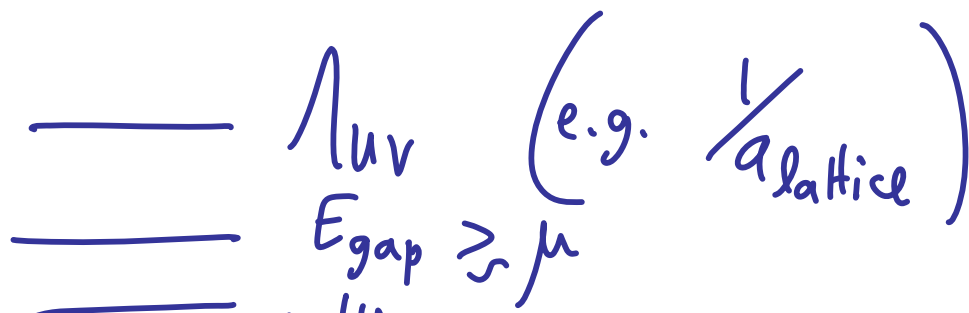 Λ_UV (e.g. 1/a_lattice)
E_gap ≳ μ